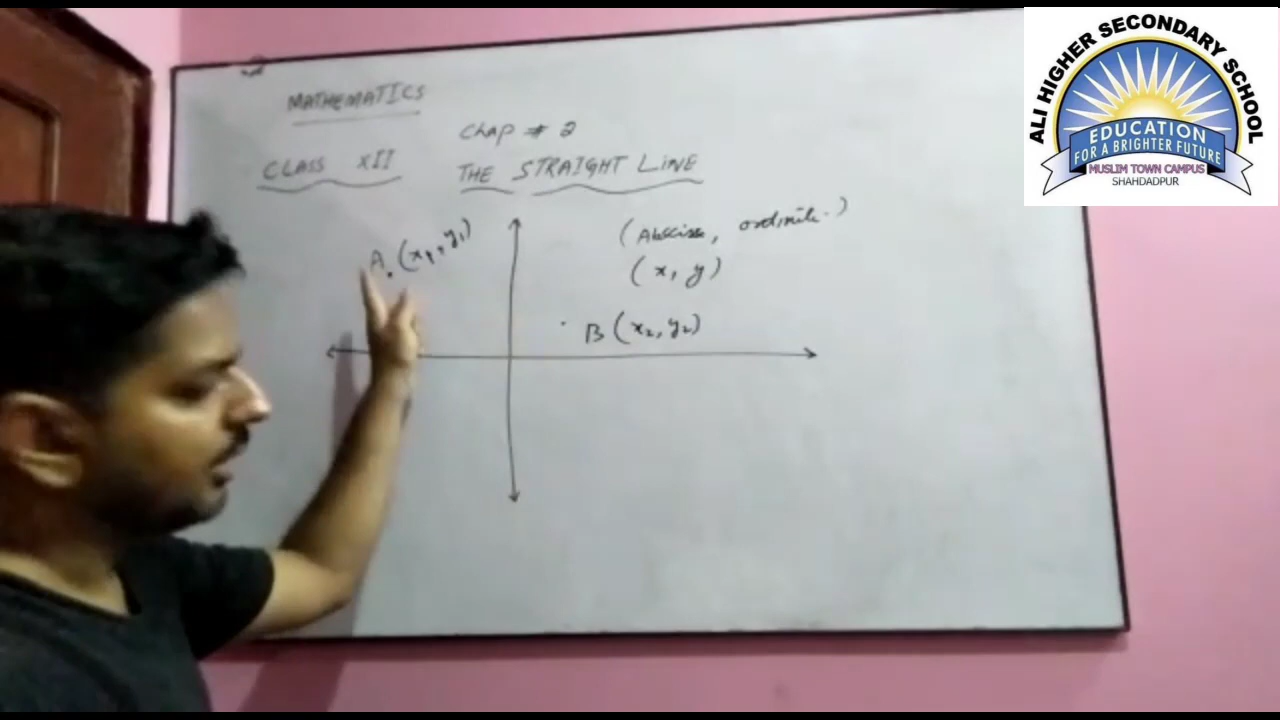 MATHEMATICS
Chap # 2
CLASS XII
THE STRAIGHT LINE
A (x₁, y₁)
(Abscissa, ordinate.)
(x, y)
B (x₂, y₂)
ALI HIGHER SECONDARY SCHOOL
EDUCATION
FOR A BRIGHTER FUTURE
MUSLIM TOWN CAMPUS
SHAHDADPUR